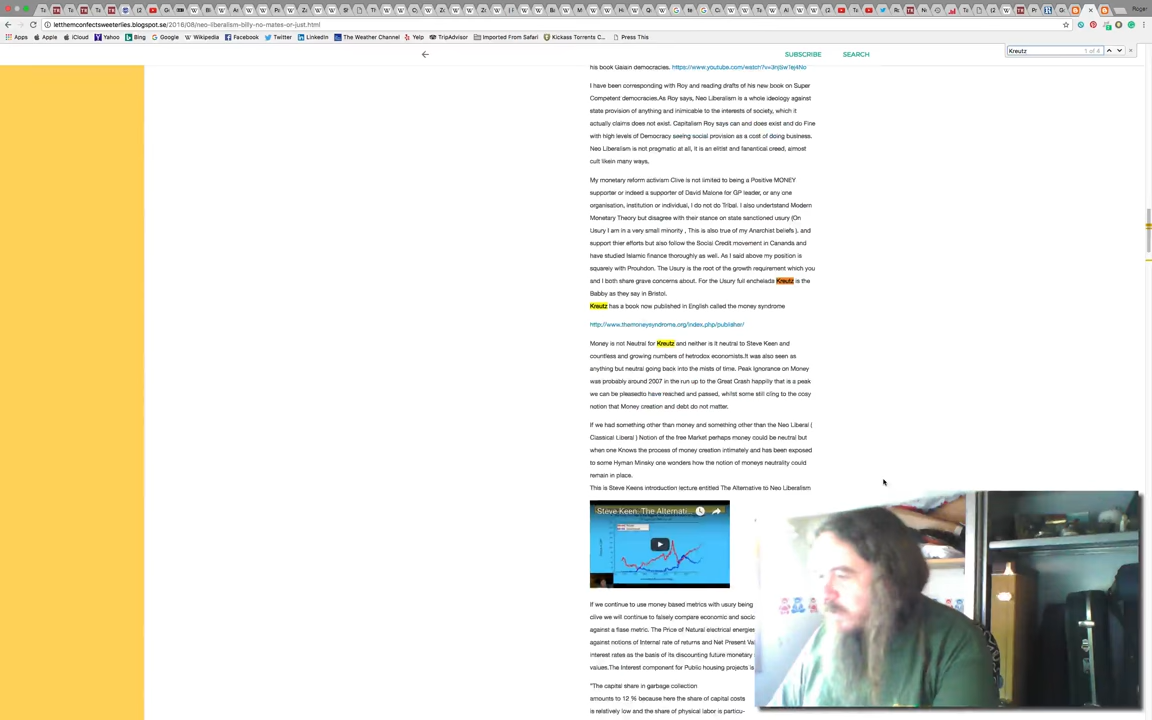 Roger
letthemconfectsweeterlies.blogspot.se/2016/08/neo-liberalism-billy-no-mates-or-just.html
Apps Apple iCloud Yahoo Bing Google Wikipedia Facebook Twitter LinkedIn The Weather Channel Yelp TripAdvisor Imported From Safari Kickass Torrents C... Press This
Kreutz 1 of 4
SUBSCRIBE SEARCH
his book Gaian democracies. https://www.youtube.com/watch?v=3njSw1ej4No
I have been corresponding with Roy and reading drafts of his new book on Super
Competent democracies.As Roy says, Neo Liberalism is a whole ideology against
state provision of anything and inimicable to the interests of society, which it
actually claims does not exist. Capitalism Roy says can and does exist and do Fine
with high levels of Democracy seeing social provision as a cost of doing business.
Neo Liberalism is not pragmatic at all, it is an elitist and fanantical creed, almost
cult likein many ways.
My monetary reform activism Clive is not limited to being a Positive MONEY
supporter or indeed a supporter of David Malone for GP leader, or any one
organisation, institution or individual, I do not do Tribal. I also undertstand Modern
Monetary Theory but disagree with their stance on state sanctioned usury (On
Usury I am in a very small minority , This is also true of my Anarchist beliefs ). and
support thier efforts but also follow the Social Credit movement in Cananda and
have studied Islamic finance thoroughly as well. As I said above my position is
squarely with Prouhdon. The Usury is the root of the growth requirement which you
and I both share grave concerns about. For the Usury full enchelada Kreutz is the
Babby as they say in Bristol.
Kreutz has a book now published in English called the money syndrome
http://www.themoneysyndrome.org/index.php/publisher/
Money is not Neutral for Kreutz and neither is it neutral to Steve Keen and
countless and growing numbers of hetrodox economists.It was also seen as
anything but neutral going back into the mists of time. Peak Ignorance on Money
was probably around 2007 in the run up to the Great Crash happily that is a peak
we can be pleasedto have reached and passed, whilst some still cling to the cosy
notion that Money creation and debt do not matter.
If we had something other than money and something other than the Neo Liberal (
Classical Liberal ) Notion of the free Market perhaps money could be neutral but
when one Knows the process of money creation intimately and has been exposed
to some Hyman Minsky one wonders how the notion of moneys neutrality could
remain in place.
This is Steve Keens introduction lecture entitled The Alternative to Neo Liberalism
Steve Keen, The Alternati...
If we continue to use money based metrics with usury being
clive we will continue to falsely compare economic and socic
against a flase metric. The Price of Natural electrical energies
against notions of Internal rate of returns and Net Present Val
interest rates as the basis of its discounting future monetary
values.The Interest component for Public housing projects is
"The capital share in garbage collection
amounts to 12 % because here the share of capital costs
is relatively low and the share of physical labor is particu-